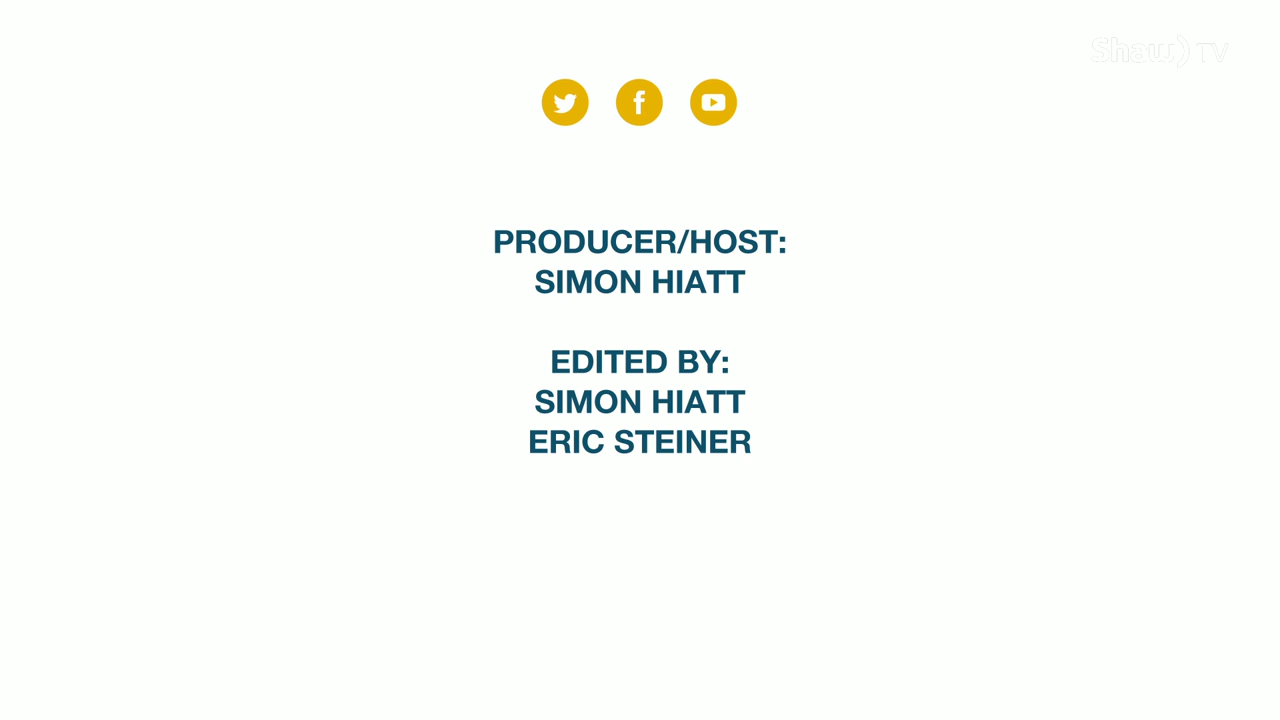 Shaw) TV
PRODUCER/HOST:
SIMON HIATT
EDITED BY:
SIMON HIATT
ERIC STEINER